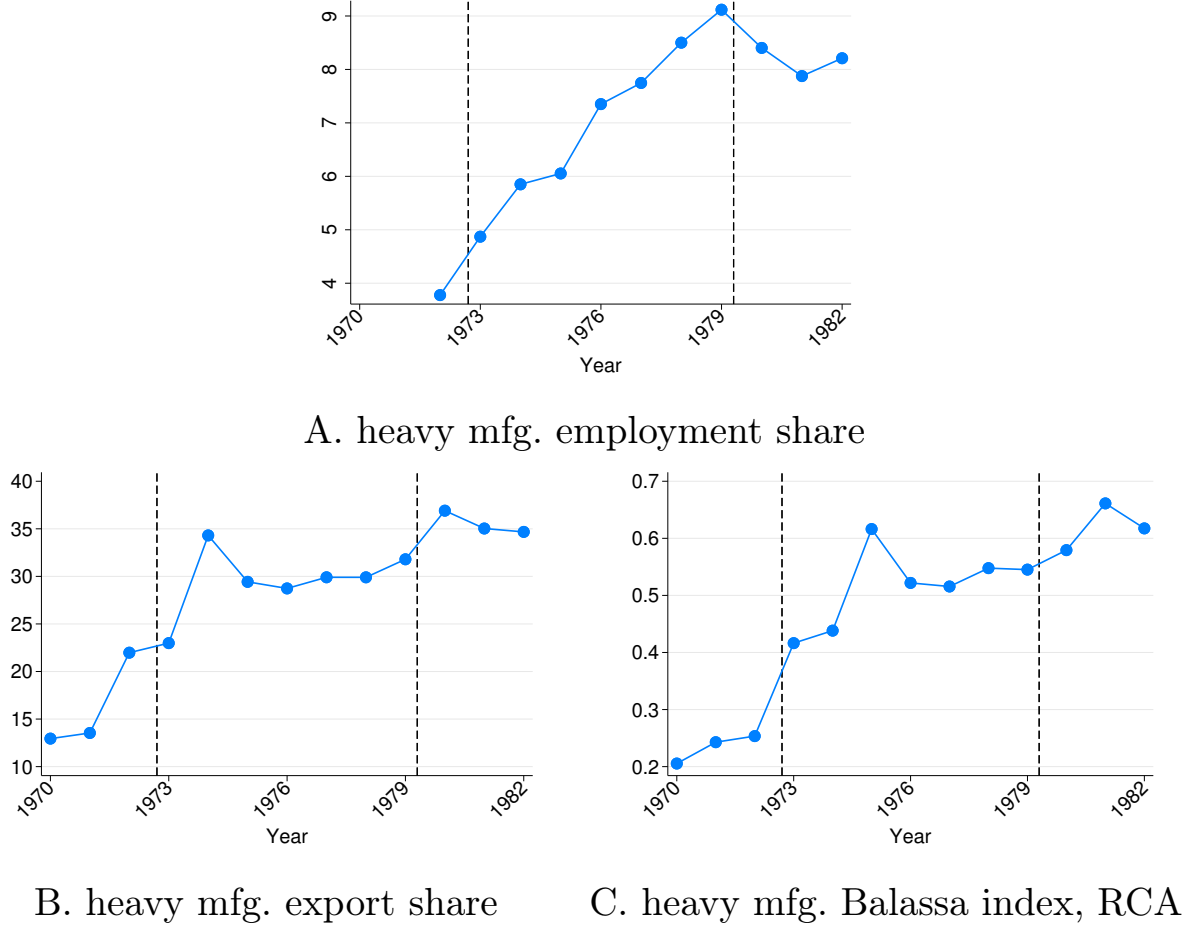 9
8
7
6
5
4
1970 1973 1976 1979 1982
Year
A. heavy mfg. employment share
40
35
30
25
20
15
10
1970 1973 1976 1979 1982
Year
B. heavy mfg. export share
0.7
0.6
0.5
0.4
0.3
0.2
1970 1973 1976 1979 1982
Year
C. heavy mfg. Balassa index, RCA